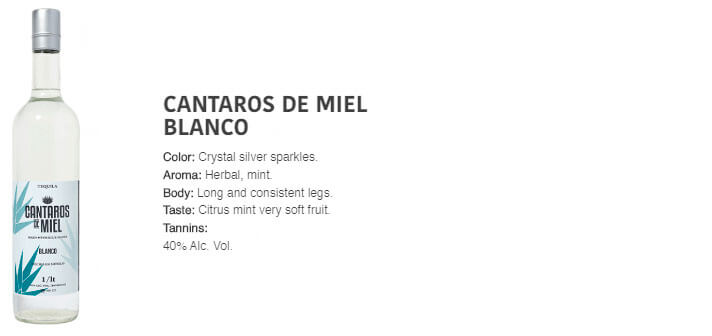 CANTAROS DE MIEL
BLANCO
Color: Crystal silver sparkles.
Aroma: Herbal, mint.
Body: Long and consistent legs.
Taste: Citrus mint very soft fruit.
Tannins:
40% Alc. Vol.
TEQUILA
CANTAROS
DE MIEL
BLANCO
1/lt